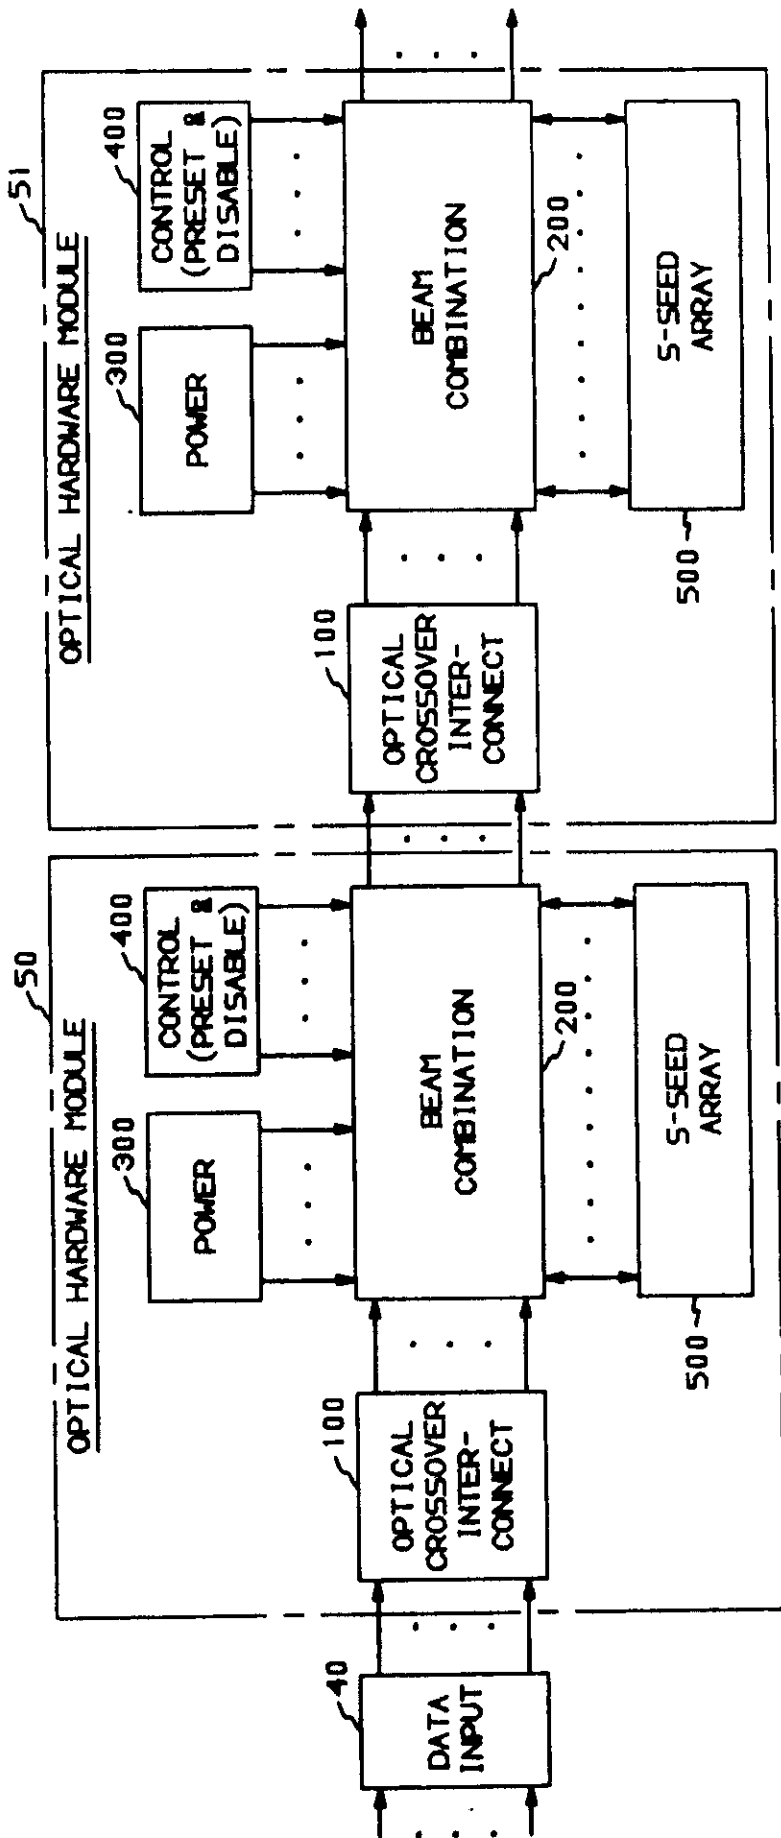 40
DATA
INPUT
50
OPTICAL HARDWARE MODULE
100
OPTICAL
CROSSOVER
INTER-
CONNECT
300
POWER
400
CONTROL
(PRESET &
DISABLE)
BEAM
COMBINATION
200
500
S-SEED
ARRAY
51
OPTICAL HARDWARE MODULE
100
OPTICAL
CROSSOVER
INTER-
CONNECT
300
POWER
400
CONTROL
(PRESET &
DISABLE)
BEAM
COMBINATION
200
500
S-SEED
ARRAY